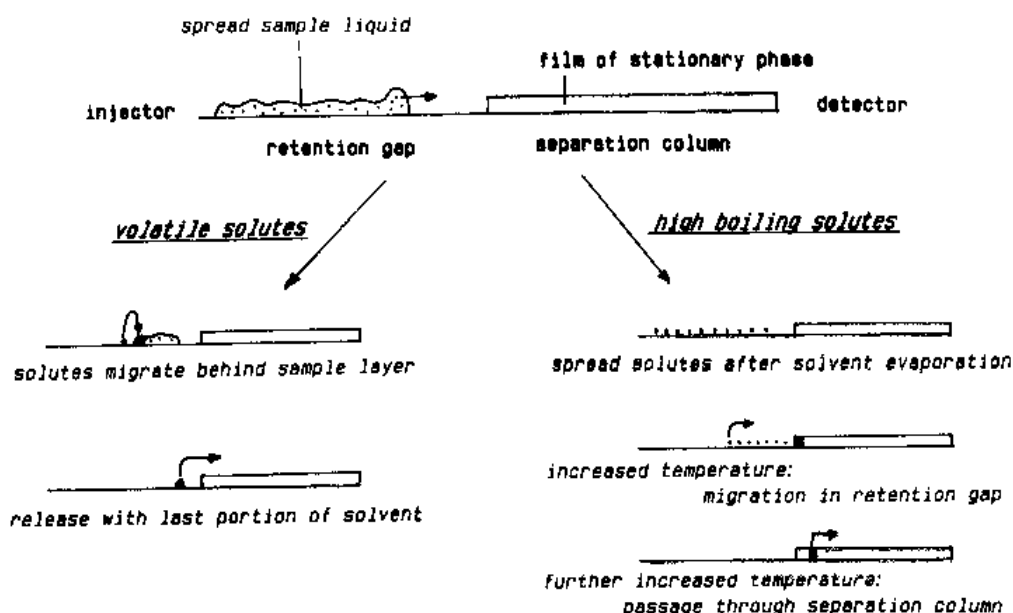 spread sample liquid
film of stationary phase
injector
detector
retention gap
separation column
volatile solutes
high boiling solutes
solutes migrate behind sample layer
release with last portion of solvent
spread solutes after solvent evaporation
increased temperature:
migration in retention gap
further increased temperature:
passage through separation column